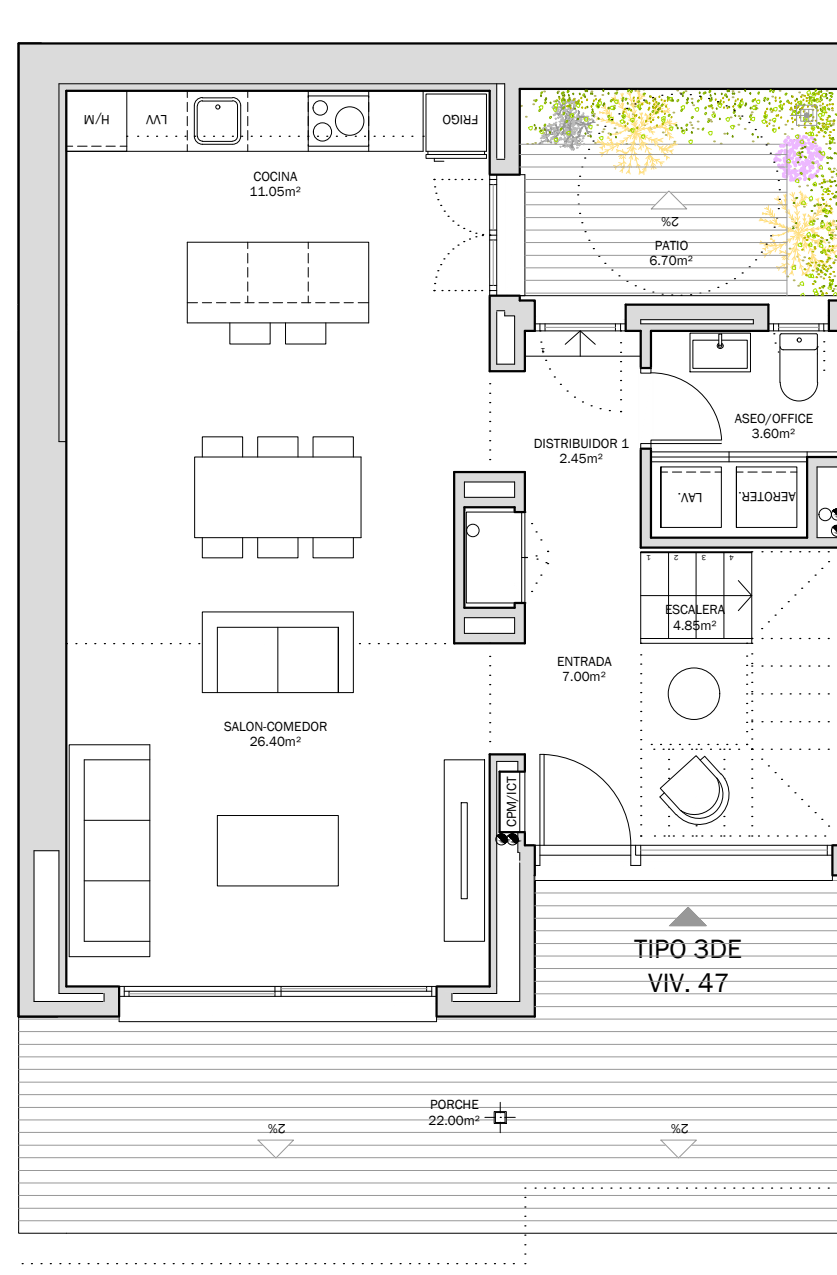 H/M
LVV
FRIGO
COCINA
11.05m²
2%
PATIO
6.70m²
ASEO/OFFICE
3.60m²
DISTRIBUIDOR 1
2.45m²
LAV.
AEROTER.
1 2 3 4
ESCALERA
4.85m²
ENTRADA
7.00m²
SALON-COMEDOR
26.40m²
CPM/ICT
TIPO 3DE
VIV. 47
PORCHE
22.00m²
2%
2%